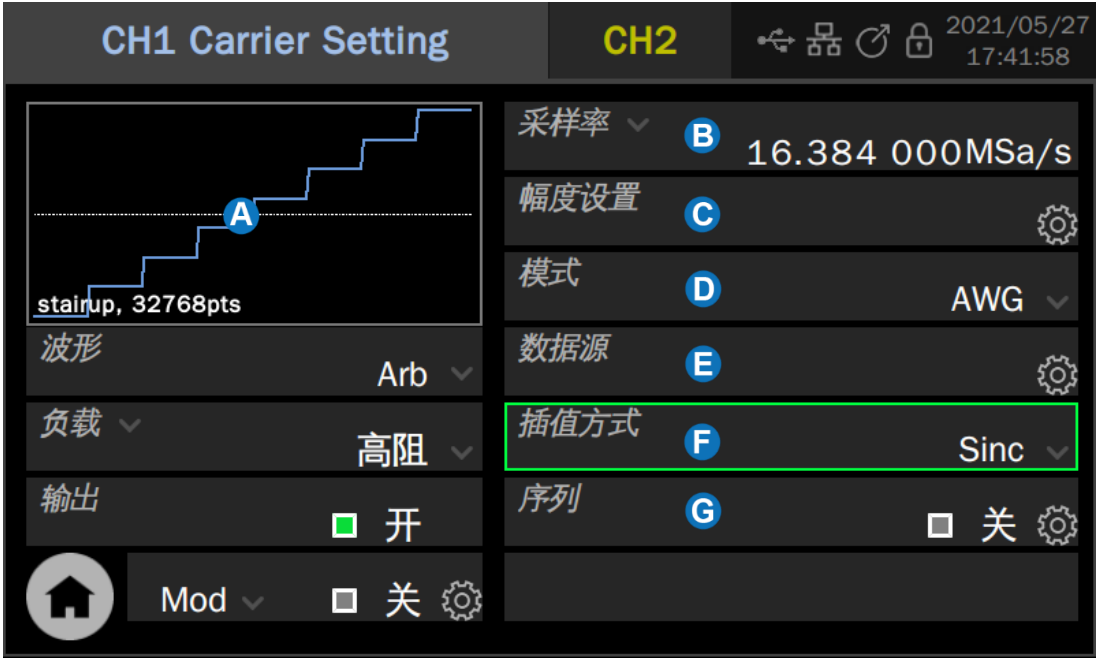 CH1 Carrier Setting
CH2
2021/05/27
17:41:58
A
stairup, 32768pts
波形
Arb
负载
高阻
输出
开
Mod
关
采样率
B
16.384 000MSa/s
幅度设置
C
模式
D
AWG
数据源
E
插值方式
F
Sinc
序列
G
关